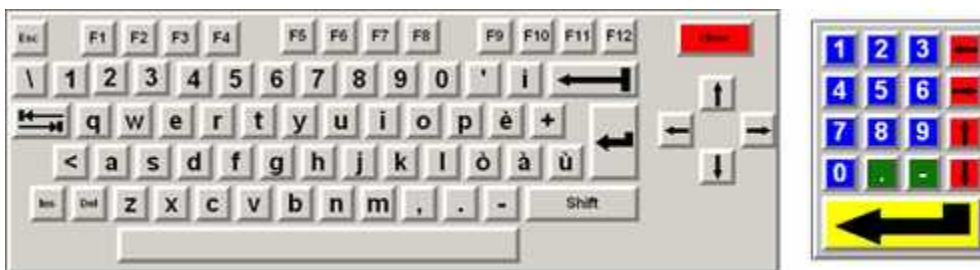 Esc F1 F2 F3 F4 F5 F6 F7 F8 F9 F10 F11 F12
\ 1 2 3 4 5 6 7 8 9 0 ' i
q w e r t y u i o p è +
< a s d f g h j k l ò à ù
Ins Del z x c v b n m , . - Shift
1 2 3
4 5 6
7 8 9
0 . -